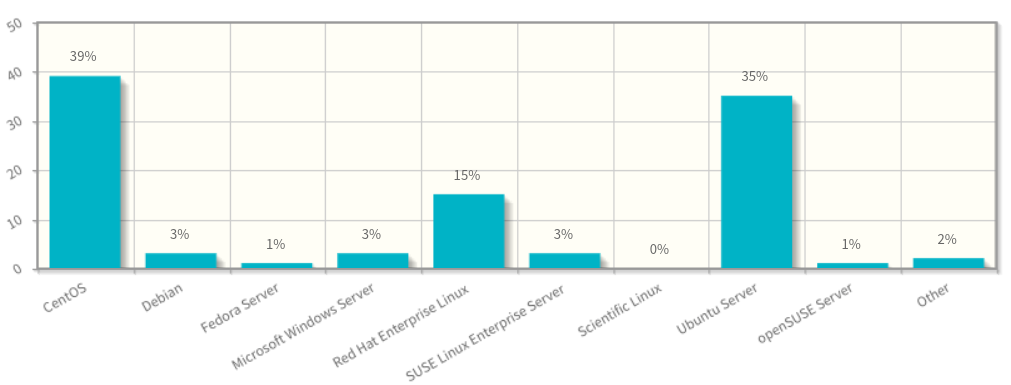 50
40
30
20
10
0
39%
3%
1%
3%
15%
3%
0%
35%
1%
2%
CentOS
Debian
Fedora Server
Microsoft Windows Server
Red Hat Enterprise Linux
SUSE Linux Enterprise Server
Scientific Linux
Ubuntu Server
openSUSE Server
Other